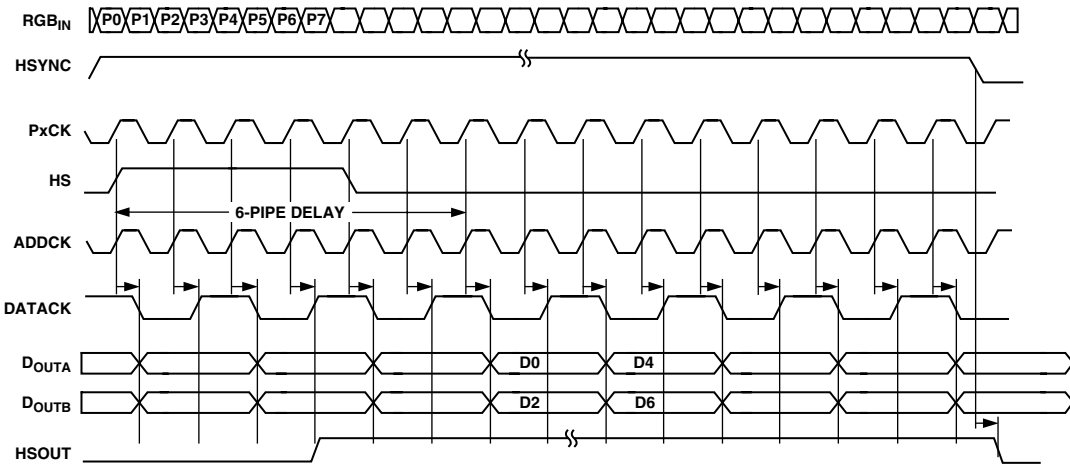 RGBIN P0 P1 P2 P3 P4 P5 P6 P7
HSYNC
PxCK
HS
6-PIPE DELAY
ADDCK
DATACK
DOUTA D0 D4
DOUTB D2 D6
HSOUT